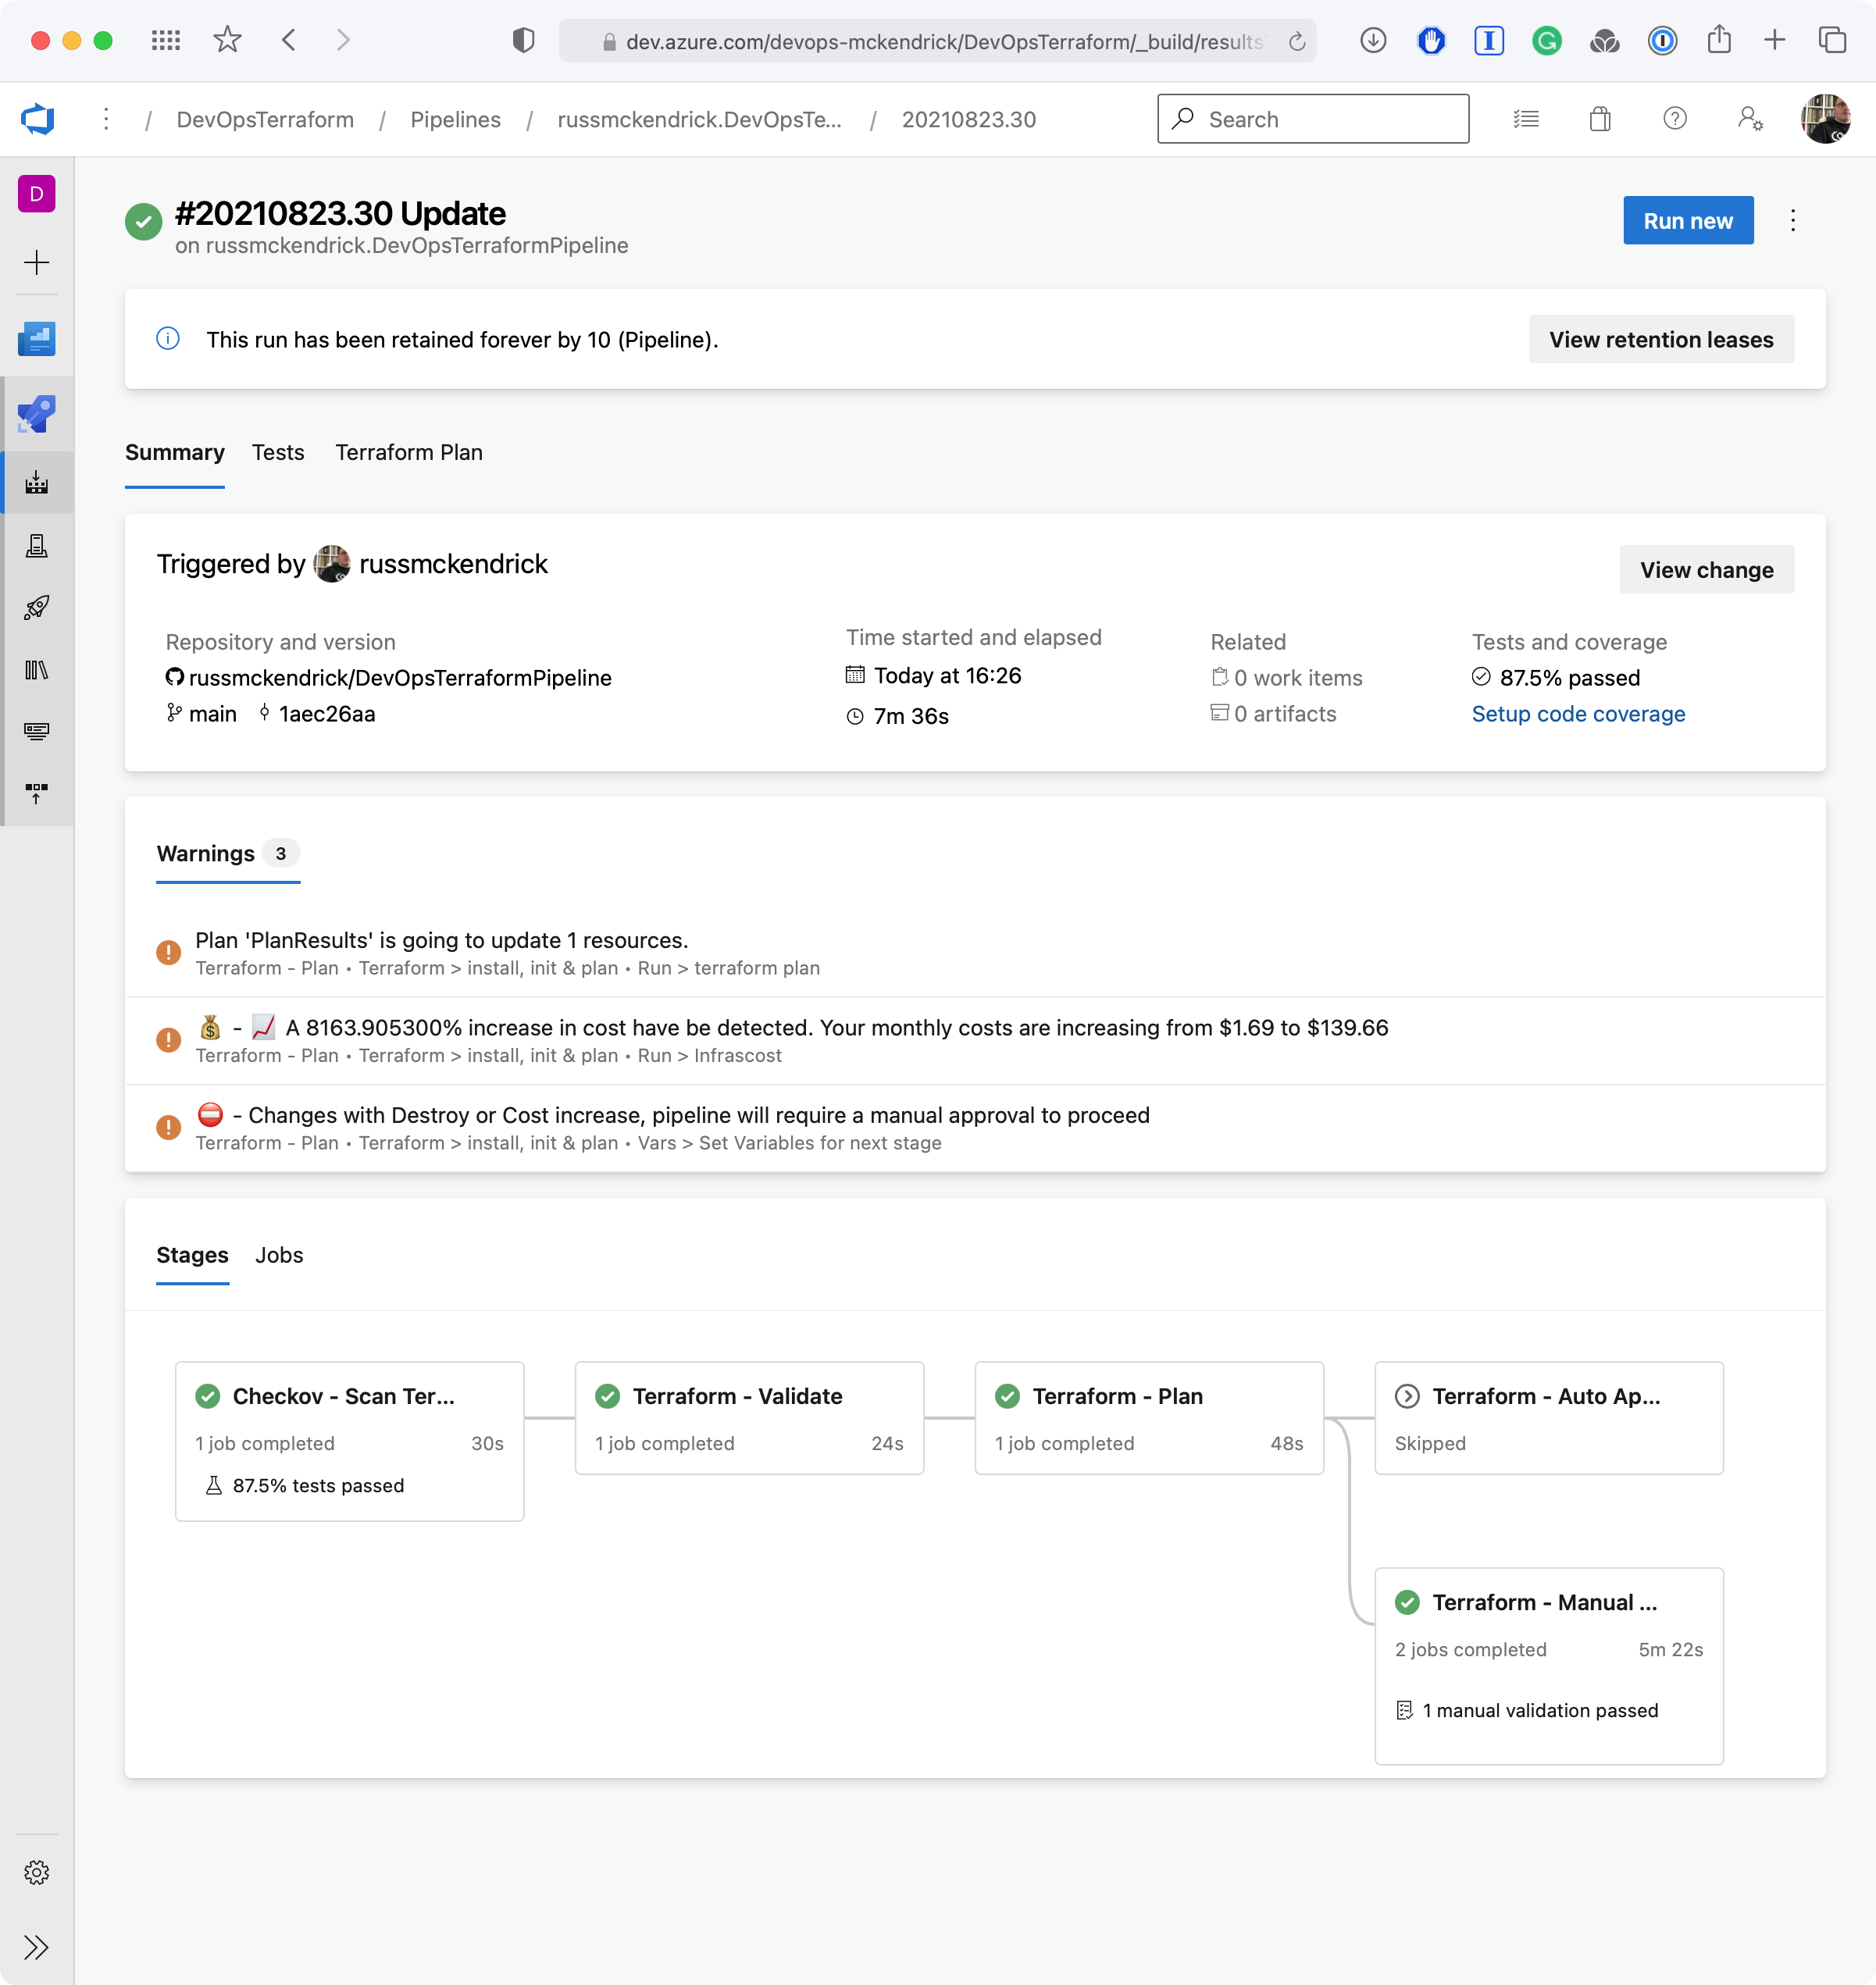 dev.azure.com/devops-mckendrick/DevOpsTerraform/_build/results
/ DevOpsTerraform / Pipelines / russmckendrick.DevOpsTe... / 20210823.30
Search
D
#20210823.30 Update
on russmckendrick.DevOpsTerraformPipeline
Run new
This run has been retained forever by 10 (Pipeline).
View retention leases
Summary Tests Terraform Plan
Triggered by russmckendrick
View change
Repository and version
russmckendrick/DevOpsTerraformPipeline
main 1aec26aa
Time started and elapsed
Today at 16:26
7m 36s
Related
0 work items
0 artifacts
Tests and coverage
87.5% passed
Setup code coverage
Warnings 3
Plan 'PlanResults' is going to update 1 resources.
Terraform - Plan • Terraform > install, init & plan • Run > terraform plan
💰 - 📈 A 8163.905300% increase in cost have be detected. Your monthly costs are increasing from $1.69 to $139.66
Terraform - Plan • Terraform > install, init & plan • Run > Infrascost
⛔ - Changes with Destroy or Cost increase, pipeline will require a manual approval to proceed
Terraform - Plan • Terraform > install, init & plan • Vars > Set Variables for next stage
Stages Jobs
Checkov - Scan Ter...
1 job completed 30s
87.5% tests passed
Terraform - Validate
1 job completed 24s
Terraform - Plan
1 job completed 48s
Terraform - Auto Ap...
Skipped
Terraform - Manual ...
2 jobs completed 5m 22s
1 manual validation passed